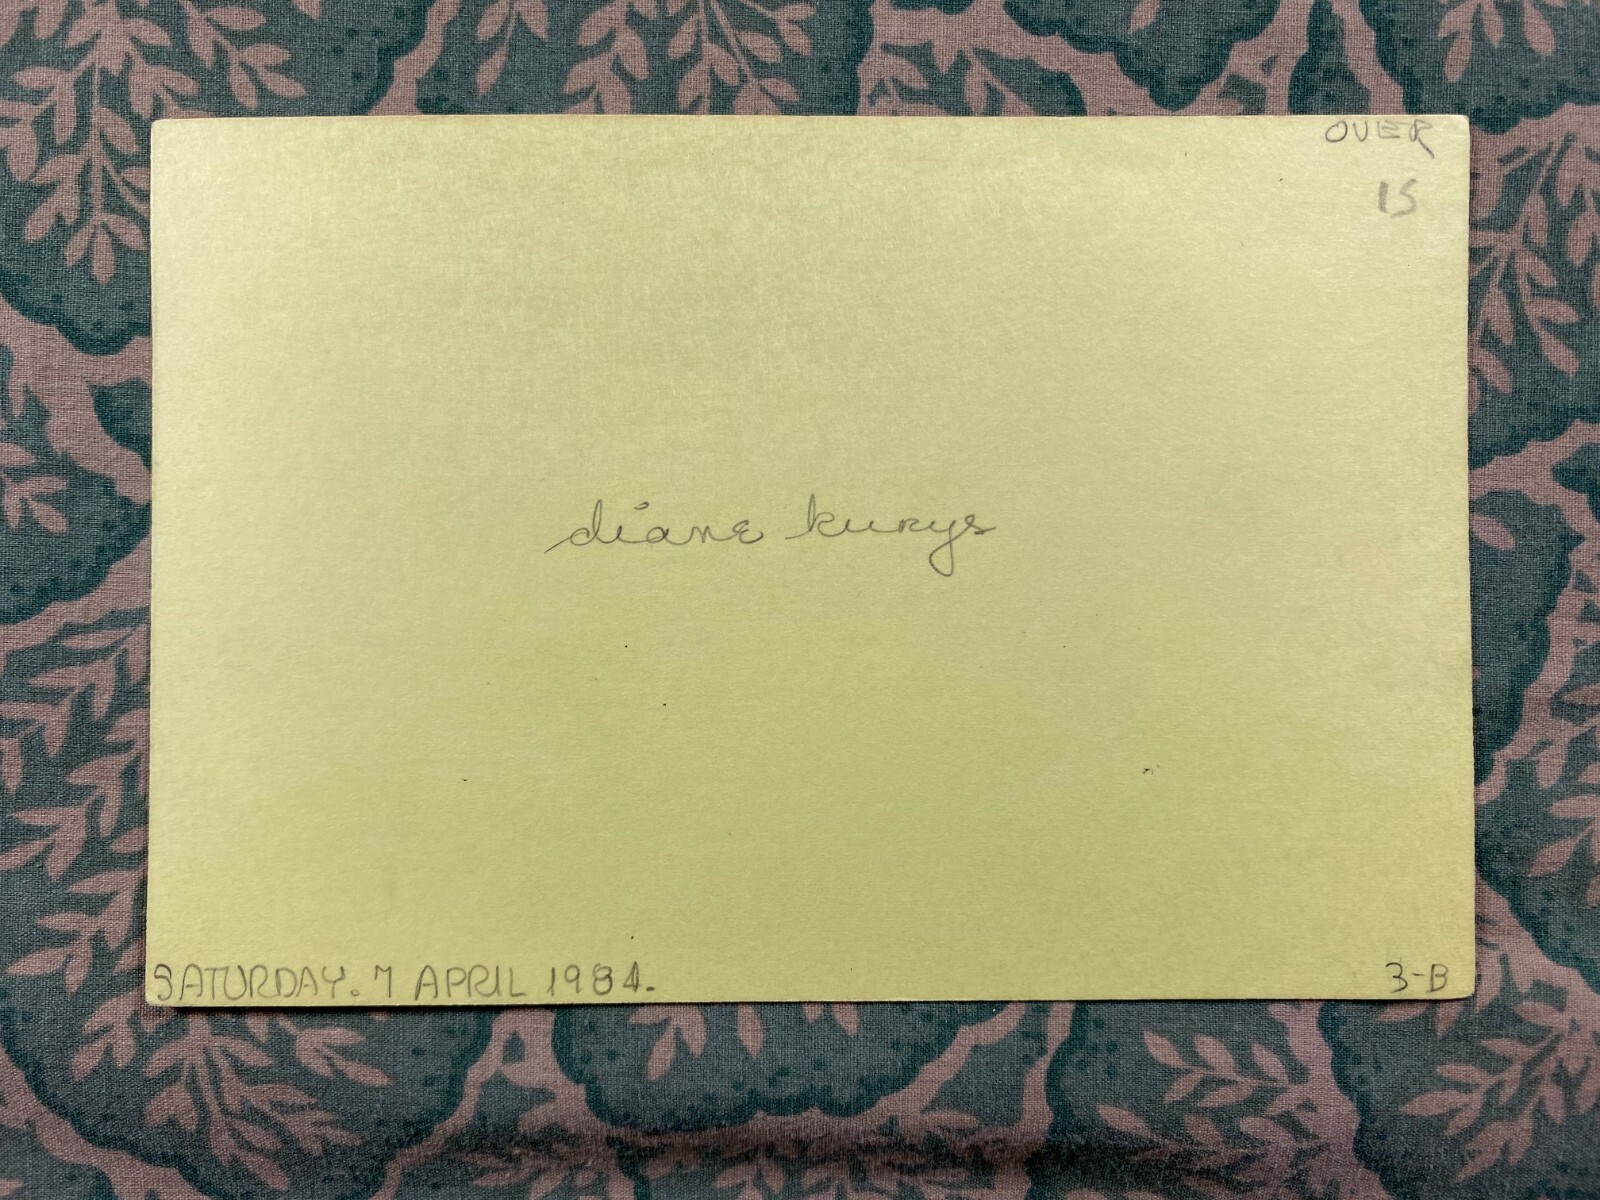 OVER
15
diane kurys
SATURDAY. 7 APRIL 1984.
3-B